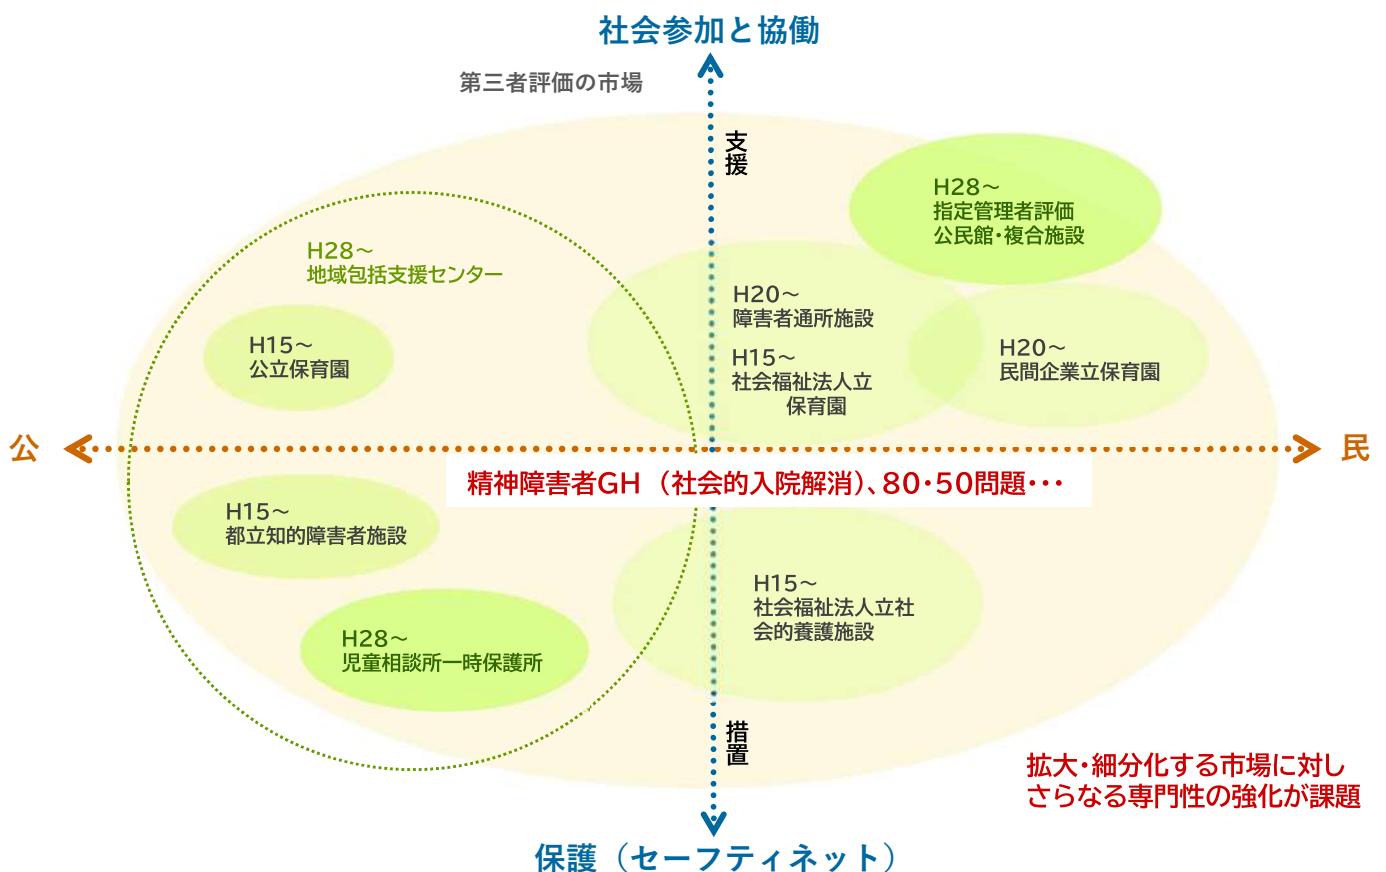 社会参加と協働
第三者評価の市場
支援
H28～
指定管理者評価
公民館・複合施設
H28～
地域包括支援センター
H20～
障害者通所施設
H15～
公立保育園
H15～
社会福祉法人立
保育園
H20～
民間企業立保育園
公
民
精神障害者GH（社会的入院解消）、80・50問題・・・
H15～
都立知的障害者施設
H15～
社会福祉法人立社
会的養護施設
H28～
児童相談所一時保護所
措置
拡大・細分化する市場に対し
さらなる専門性の強化が課題
保護（セーフティネット）